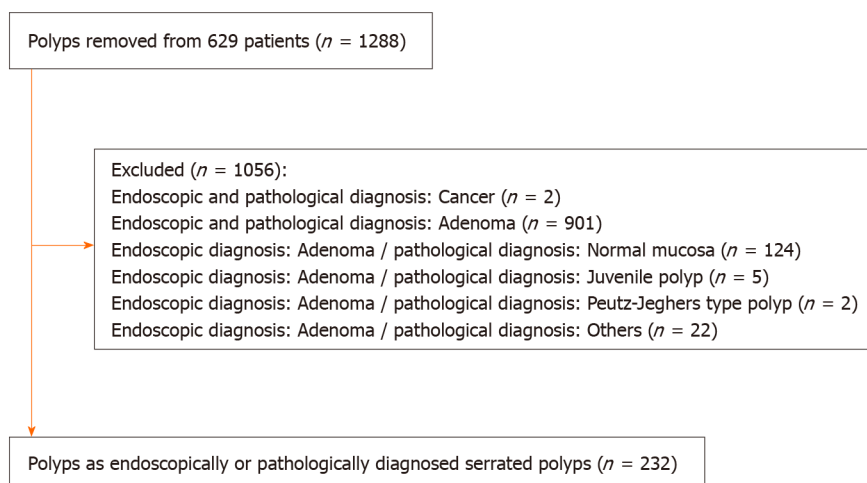 Polyps removed from 629 patients (n = 1288)
Excluded (n = 1056):
Endoscopic and pathological diagnosis: Cancer (n = 2)
Endoscopic and pathological diagnosis: Adenoma (n = 901)
Endoscopic diagnosis: Adenoma / pathological diagnosis: Normal mucosa (n = 124)
Endoscopic diagnosis: Adenoma / pathological diagnosis: Juvenile polyp (n = 5)
Endoscopic diagnosis: Adenoma / pathological diagnosis: Peutz-Jeghers type polyp (n = 2)
Endoscopic diagnosis: Adenoma / pathological diagnosis: Others (n = 22)
Polyps as endoscopically or pathologically diagnosed serrated polyps (n = 232)